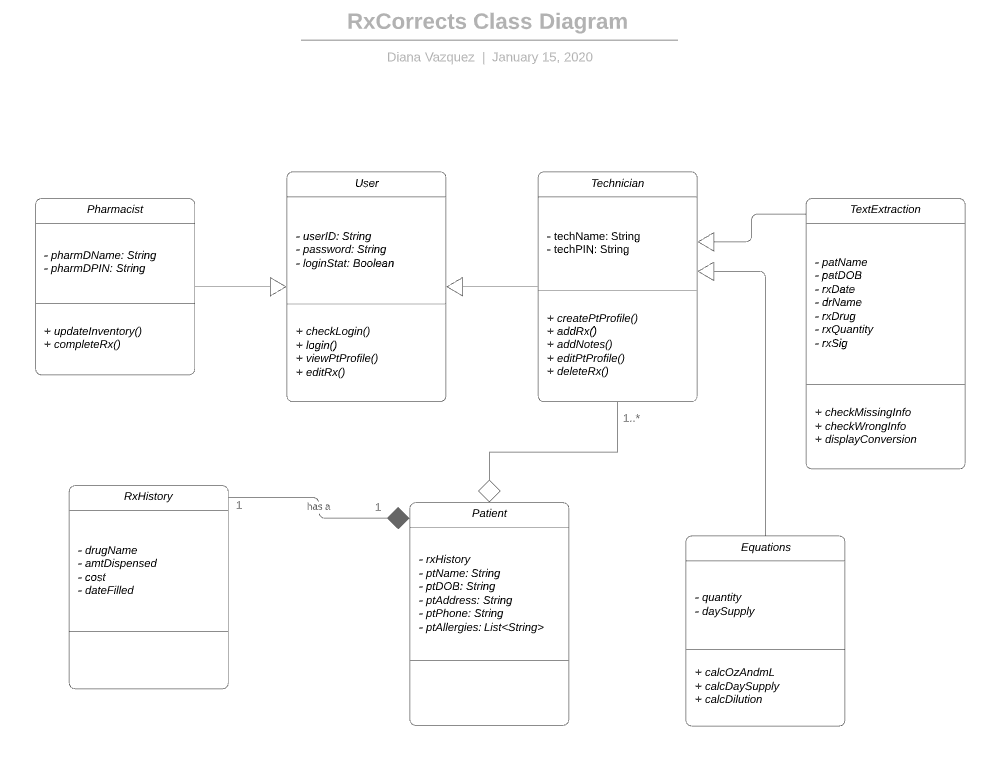 RxCorrects Class Diagram
Diana Vazquez | January 15, 2020
Pharmacist
- pharmDName: String
- pharmDPIN: String
+ updateInventory()
+ completeRx()
User
- userID: String
- password: String
- loginStat: Boolean
+ checkLogin()
+ login()
+ viewPtProfile()
+ editRx()
Technician
- techName: String
- techPIN: String
+ createPtProfile()
+ addRx()
+ addNotes()
+ editPtProfile()
+ deleteRx()
TextExtraction
- patName
- patDOB
- rxDate
- drName
- rxDrug
- rxQuantity
- rxSig
+ checkMissingInfo
+ checkWrongInfo
+ displayConversion
1..*
RxHistory
- drugName
- amtDispensed
- cost
- dateFilled
1
has a
1
Patient
- rxHistory
- ptName: String
- ptDOB: String
- ptAddress: String
- ptPhone: String
- ptAllergies: List<String>
Equations
- quantity
- daySupply
+ calcOzAndmL
+ calcDaySupply
+ calcDilution